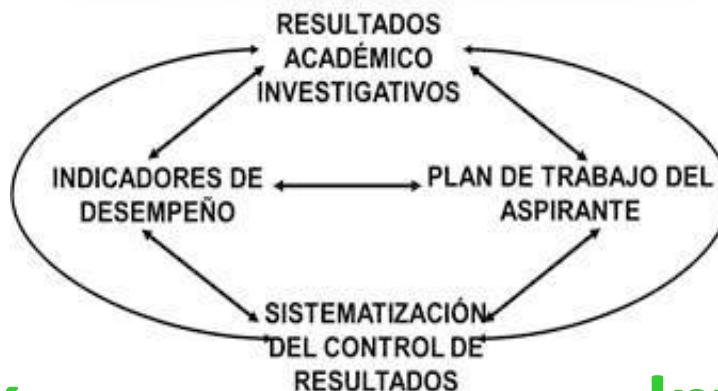 RESULTADOS
ACADÉMICO
INVESTIGATIVOS
INDICADORES DE
DESEMPEÑO
PLAN DE TRABAJO DEL
ASPIRANTE
SISTEMATIZACIÓN
DEL CONTROL DE
RESULTADOS